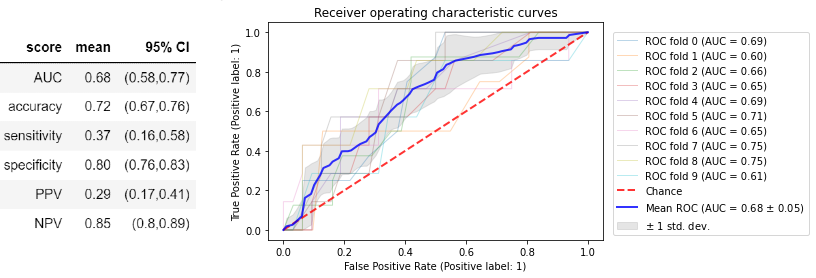 score mean 95% CI
AUC 0.68 (0.58,0.77)
accuracy 0.72 (0.67,0.76)
sensitivity 0.37 (0.16,0.58)
specificity 0.80 (0.76,0.83)
PPV 0.29 (0.17,0.41)
NPV 0.85 (0.8,0.89)
Receiver operating characteristic curves
True Positive Rate (Positive label: 1)
1.0
0.8
0.6
0.4
0.2
0.0
0.0 0.2 0.4 0.6 0.8 1.0
False Positive Rate (Positive label: 1)
ROC fold 0 (AUC = 0.69)
ROC fold 1 (AUC = 0.60)
ROC fold 2 (AUC = 0.66)
ROC fold 3 (AUC = 0.65)
ROC fold 4 (AUC = 0.69)
ROC fold 5 (AUC = 0.71)
ROC fold 6 (AUC = 0.65)
ROC fold 7 (AUC = 0.75)
ROC fold 8 (AUC = 0.75)
ROC fold 9 (AUC = 0.61)
Chance
Mean ROC (AUC = 0.68 ± 0.05)
± 1 std. dev.